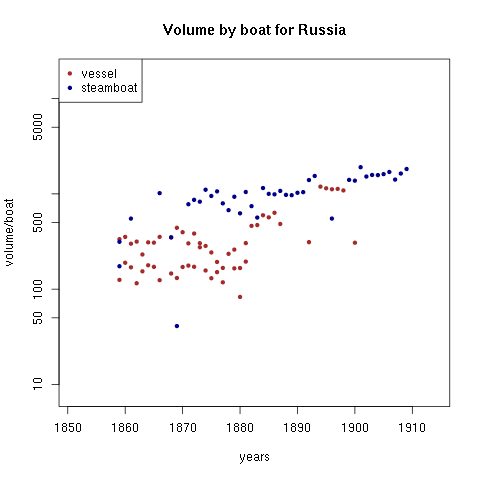 Volume by boat for Russia
vessel
steamboat
volume/boat
5000
500
100
50
10
1850 1860 1870 1880 1890 1900 1910
years